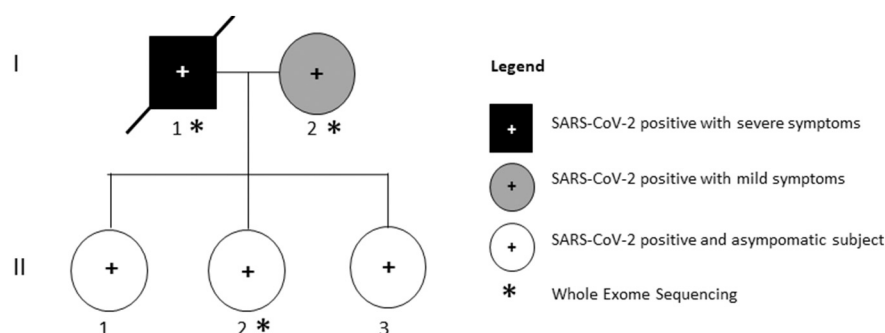 I
+ +
1 * 2 *
II
+ + +
1 2 * 3
Legend
+ SARS-CoV-2 positive with severe symptoms
+ SARS-CoV-2 positive with mild symptoms
+ SARS-CoV-2 positive and asympomatic subject
* Whole Exome Sequencing